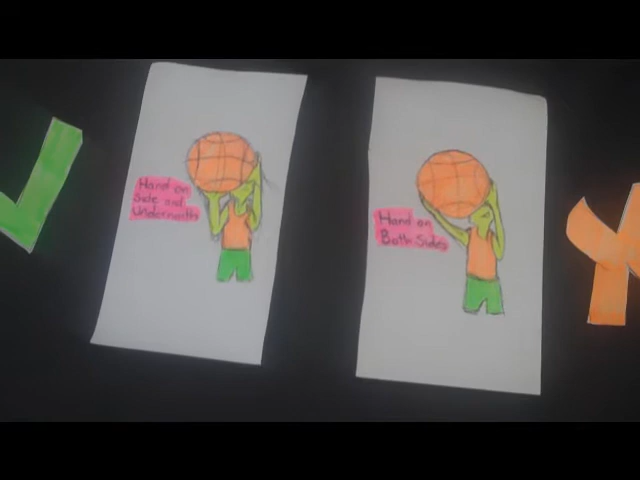 Hand on
Side and
Underneath
Hand on
Both Sides